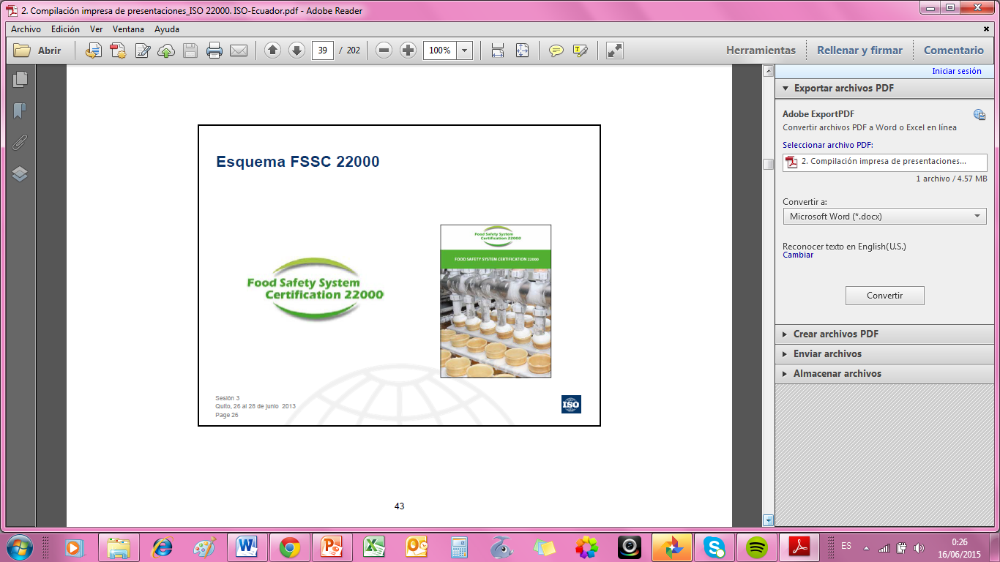 2. Compilación impresa de presentaciones_ISO 22000. ISO-Ecuador.pdf - Adobe Reader
Archivo Edición Ver Ventana Ayuda
Abrir 39 / 202 100% Herramientas Rellenar y firmar Comentario
Iniciar sesión
Exportar archivos PDF
Adobe ExportPDF
Convertir archivos PDF a Word o Excel en línea
Seleccionar archivo PDF:
2. Compilación impresa de presentaciones...
1 archivo / 4.57 MB
Convertir a:
Microsoft Word (*.docx)
Reconocer texto en English(U.S.)
Cambiar
Convertir
Crear archivos PDF
Enviar archivos
Almacenar archivos
Esquema FSSC 22000
Food Safety System
Certification 22000
Food Safety System
Certification 22000
FOOD SAFETY SYSTEM CERTIFICATION 22000
Sesión 3
Quito, 26 al 28 de junio 2013
Page 26
ISO
43
ES
0:26
16/06/2015